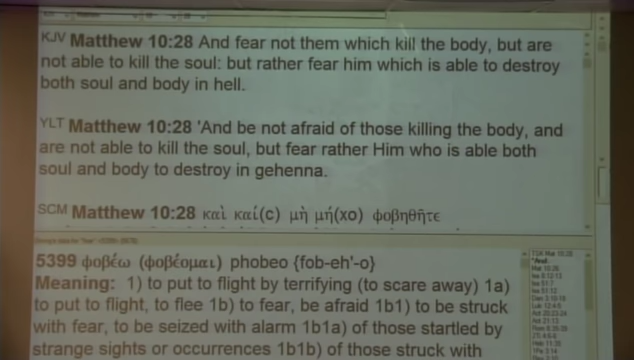 KJV Matthew 10:28 And fear not them which kill the body, but are
not able to kill the soul: but rather fear him which is able to destroy
both soul and body in hell.
YLT Matthew 10:28 'And be not afraid of those killing the body, and
are not able to kill the soul, but fear rather Him who is able both
soul and body to destroy in gehenna.
SCM Matthew 10:28 καὶ καί(c) μὴ μή(xo) φοβηθῆτε
5399 φοβέω (φοβέομαι) phobeo {fob-eh'-o}
Meaning: 1) to put to flight by terrifying (to scare away) 1a)
to put to flight, to flee 1b) to fear, be afraid 1b1) to be struck
with fear, to be seized with alarm 1b1a) of those startled by
strange sights or occurrences 1b1b) of those struck with